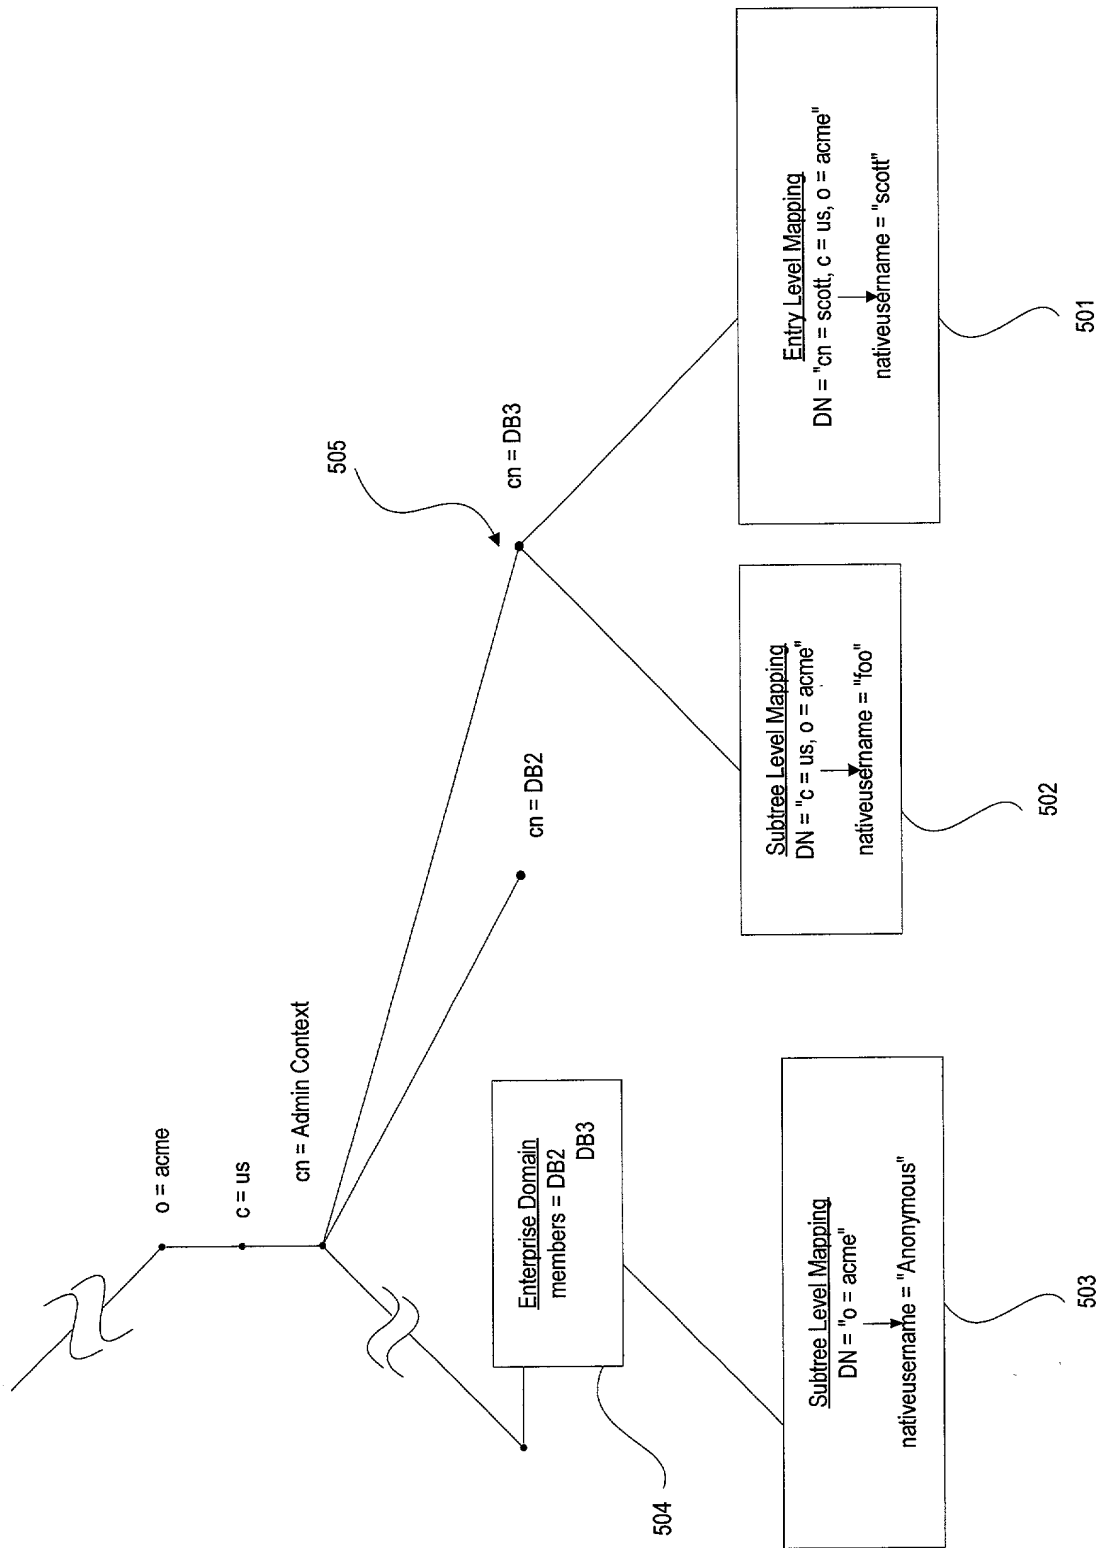 o = acme
c = us
cn = Admin Context
505
cn = DB2
cn = DB3
Enterprise Domain
members = DB2
DB3
504
Subtree Level Mapping
DN = "o = acme"
nativeusername = "Anonymous"
503
Subtree Level Mapping
DN = "c = us, o = acme"
nativeusername = "foo"
502
Entry Level Mapping
DN = "cn = scott, c = us, o = acme"
nativeusername = "scott"
501